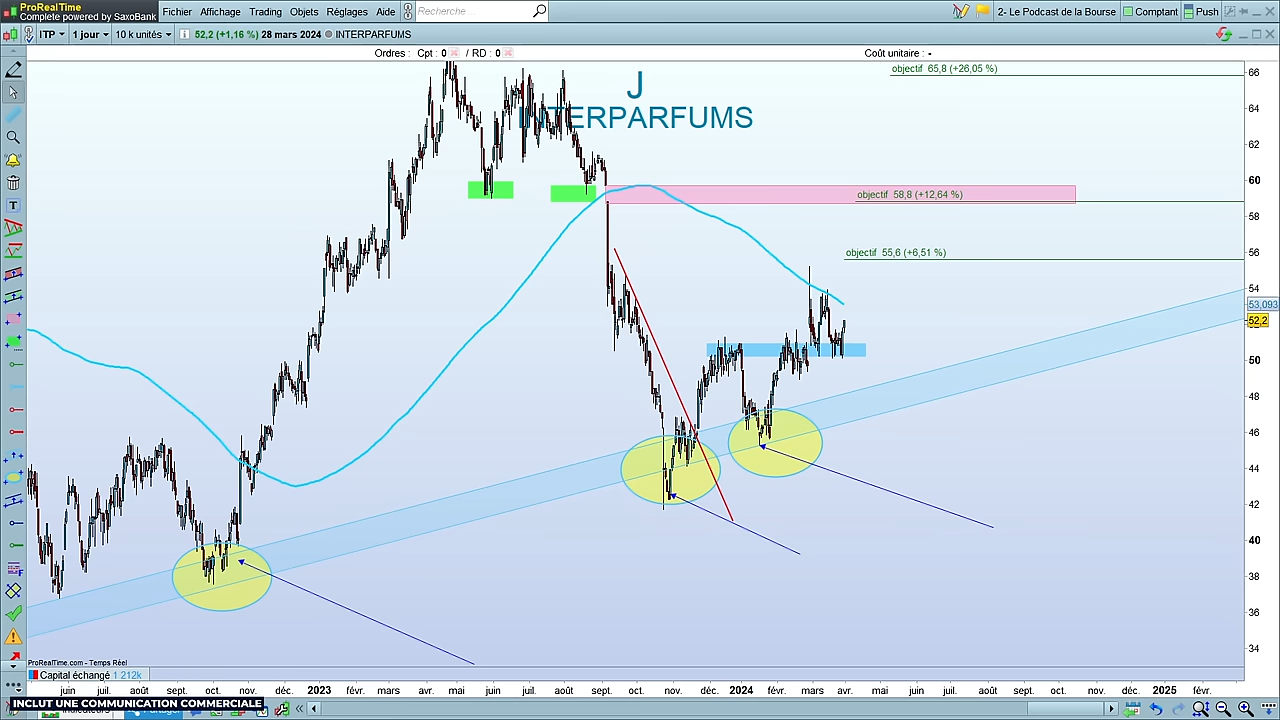 ProRealTime
Complete powered by SaxoBank
Fichier Affichage Trading Objets Réglages Aide Recherche 2- Le Podcast de la Bourse Comptant Push
ITP 1 jour 10 k unités 52,2 (+1,16 %) 28 mars 2024 INTERPARFUMS
Ordres : Cpt : 0 / RD : 0 Coût unitaire : -
objectif 65,8 (+26,05 %)
J
INTERPARFUMS
objectif 58,8 (+12,64 %)
objectif 55,6 (+6,51 %)
66
64
62
60
58
56
54
53,093
52,2
50
48
46
44
42
40
38
36
34
ProRealTime.com - Temps Réel
Capital échangé 1 212k
juin juil. août sept. oct. nov. déc. 2023 févr. mars avr. mai juin juil. août sept. oct. nov. déc. 2024 févr. mars avr. mai juin juil. août sept. oct. nov. déc. 2025 févr.
INCLUT UNE COMMUNICATION COMMERCIALE